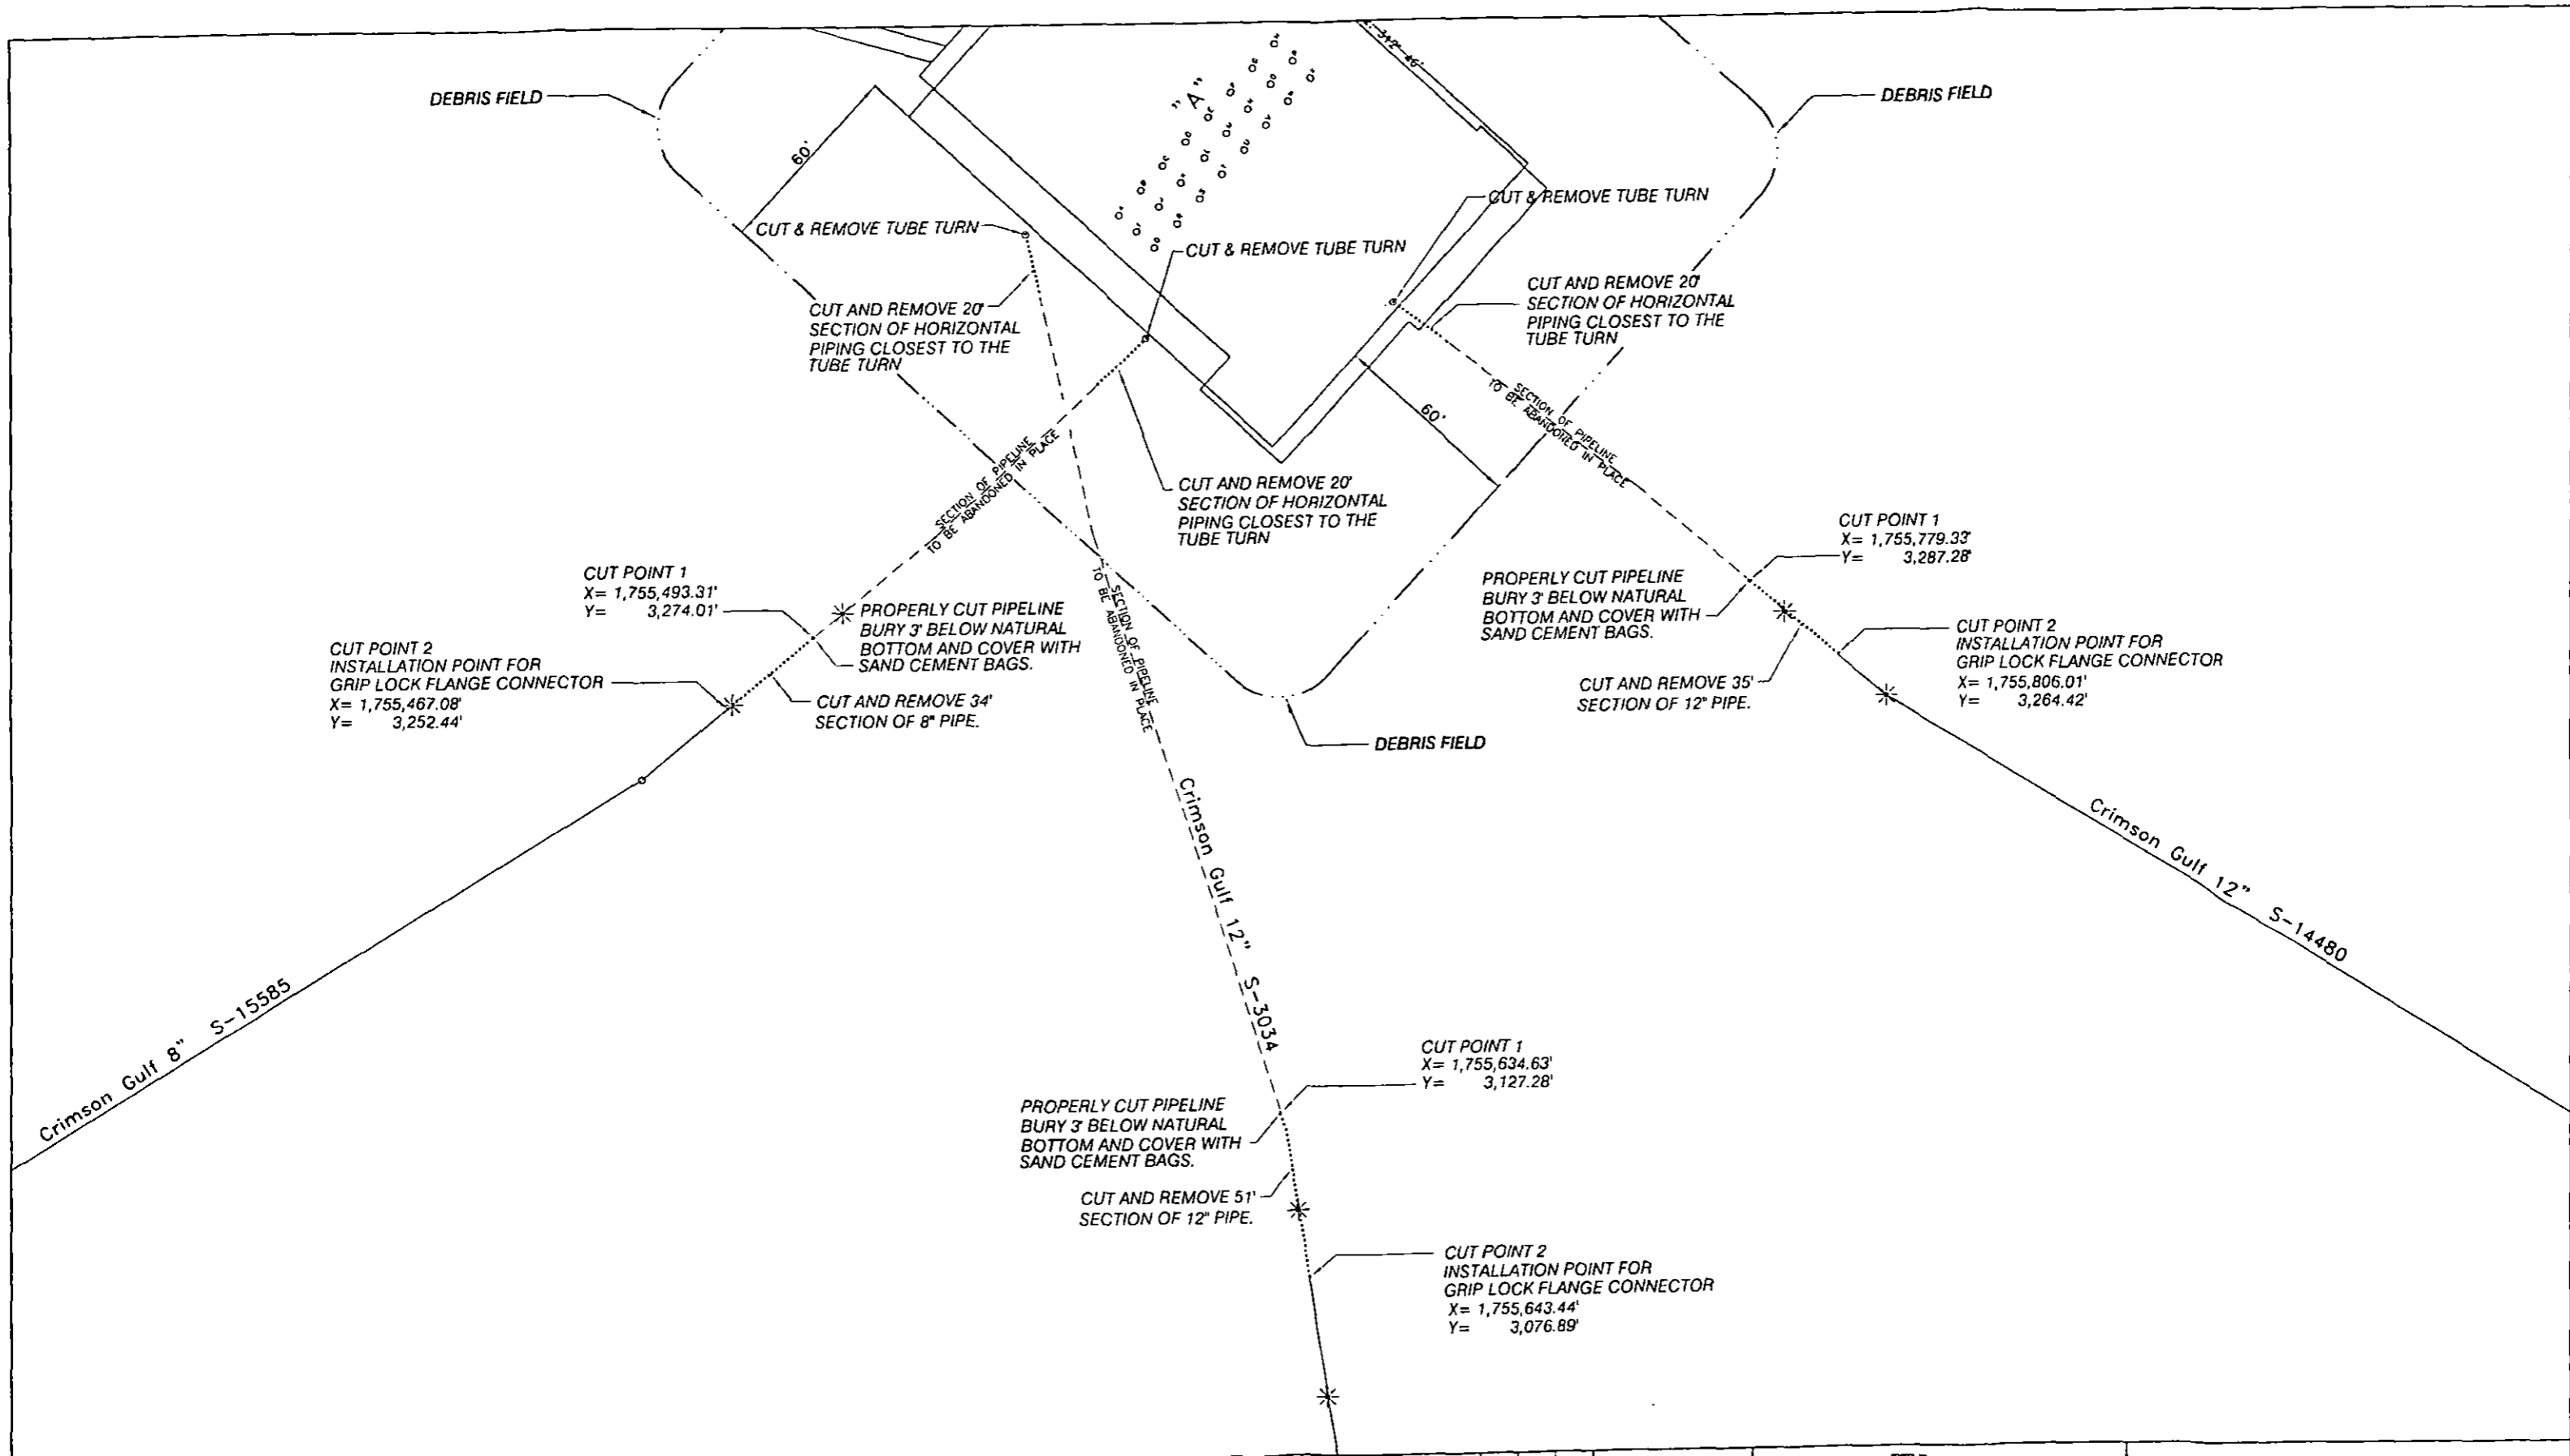 DEBRIS FIELD
60'
"A"
DEBRIS FIELD
CUT & REMOVE TUBE TURN
CUT & REMOVE TUBE TURN
CUT & REMOVE TUBE TURN
CUT AND REMOVE 20'
SECTION OF HORIZONTAL
PIPING CLOSEST TO THE
TUBE TURN
CUT AND REMOVE 20'
SECTION OF HORIZONTAL
PIPING CLOSEST TO THE
TUBE TURN
SECTION OF PIPELINE
TO BE ABANDONED IN PLACE
60'
SECTION OF PIPELINE
TO BE ABANDONED IN PLACE
CUT AND REMOVE 20'
SECTION OF HORIZONTAL
PIPING CLOSEST TO THE
TUBE TURN
CUT POINT 1
X= 1,755,493.31'
Y= 3,274.01'
PROPERLY CUT PIPELINE
BURY 3' BELOW NATURAL
BOTTOM AND COVER WITH
SAND CEMENT BAGS.
CUT POINT 2
INSTALLATION POINT FOR
GRIP LOCK FLANGE CONNECTOR
X= 1,755,467.08'
Y= 3,252.44'
CUT AND REMOVE 34'
SECTION OF 8" PIPE.
SECTION OF PIPELINE
TO BE ABANDONED IN PLACE
CUT POINT 1
X= 1,755,779.33'
Y= 3,287.28'
PROPERLY CUT PIPELINE
BURY 3' BELOW NATURAL
BOTTOM AND COVER WITH
SAND CEMENT BAGS.
CUT POINT 2
INSTALLATION POINT FOR
GRIP LOCK FLANGE CONNECTOR
X= 1,755,806.01'
Y= 3,264.42'
CUT AND REMOVE 35'
SECTION OF 12" PIPE.
DEBRIS FIELD
Crimson Gulf 8" S-15585
Crimson Gulf 12" S-3034
Crimson Gulf 12" S-14480
CUT POINT 1
X= 1,755,634.63'
Y= 3,127.28'
PROPERLY CUT PIPELINE
BURY 3' BELOW NATURAL
BOTTOM AND COVER WITH
SAND CEMENT BAGS.
CUT AND REMOVE 51'
SECTION OF 12" PIPE.
CUT POINT 2
INSTALLATION POINT FOR
GRIP LOCK FLANGE CONNECTOR
X= 1,755,643.44'
Y= 3,076.89'